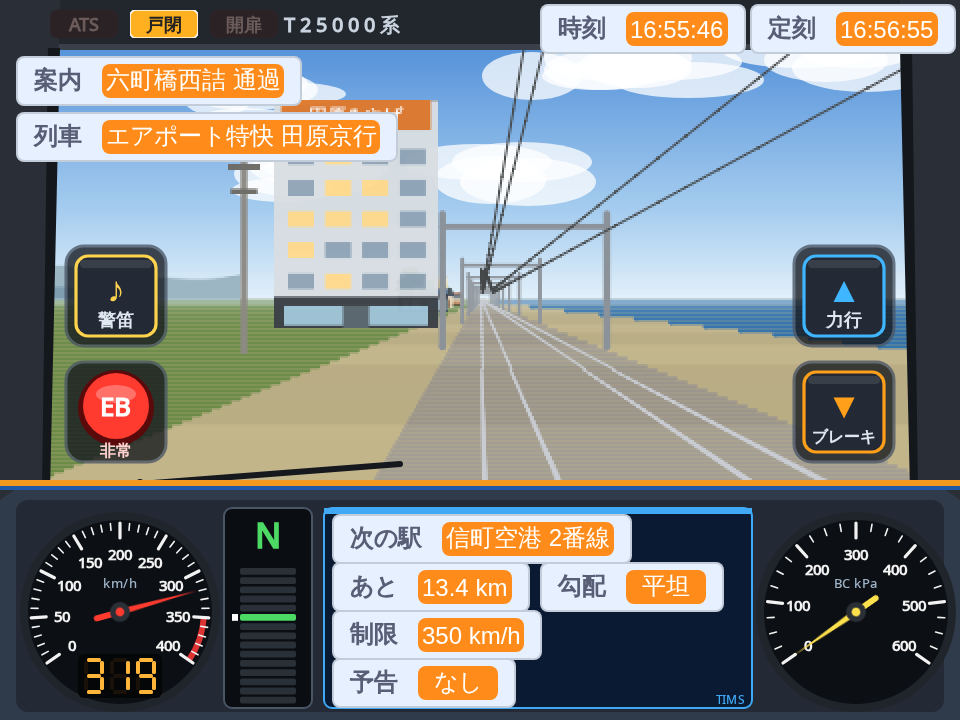 ATS 戸閉 開扉 T25000系
時刻 16:55:46 定刻 16:56:55
案内 六町橋西詰 通過
列車 エアポート特快 田原京行
♪
警笛
EB
非常
▲
力行
▼
ブレーキ
0 50 100 150 200 250 300 350 400
km/h
319
N
次の駅 信町空港 2番線
あと 13.4 km 勾配 平坦
制限 350 km/h
予告 なし
TIMS
0 100 200 300 400 500 600
BC kPa